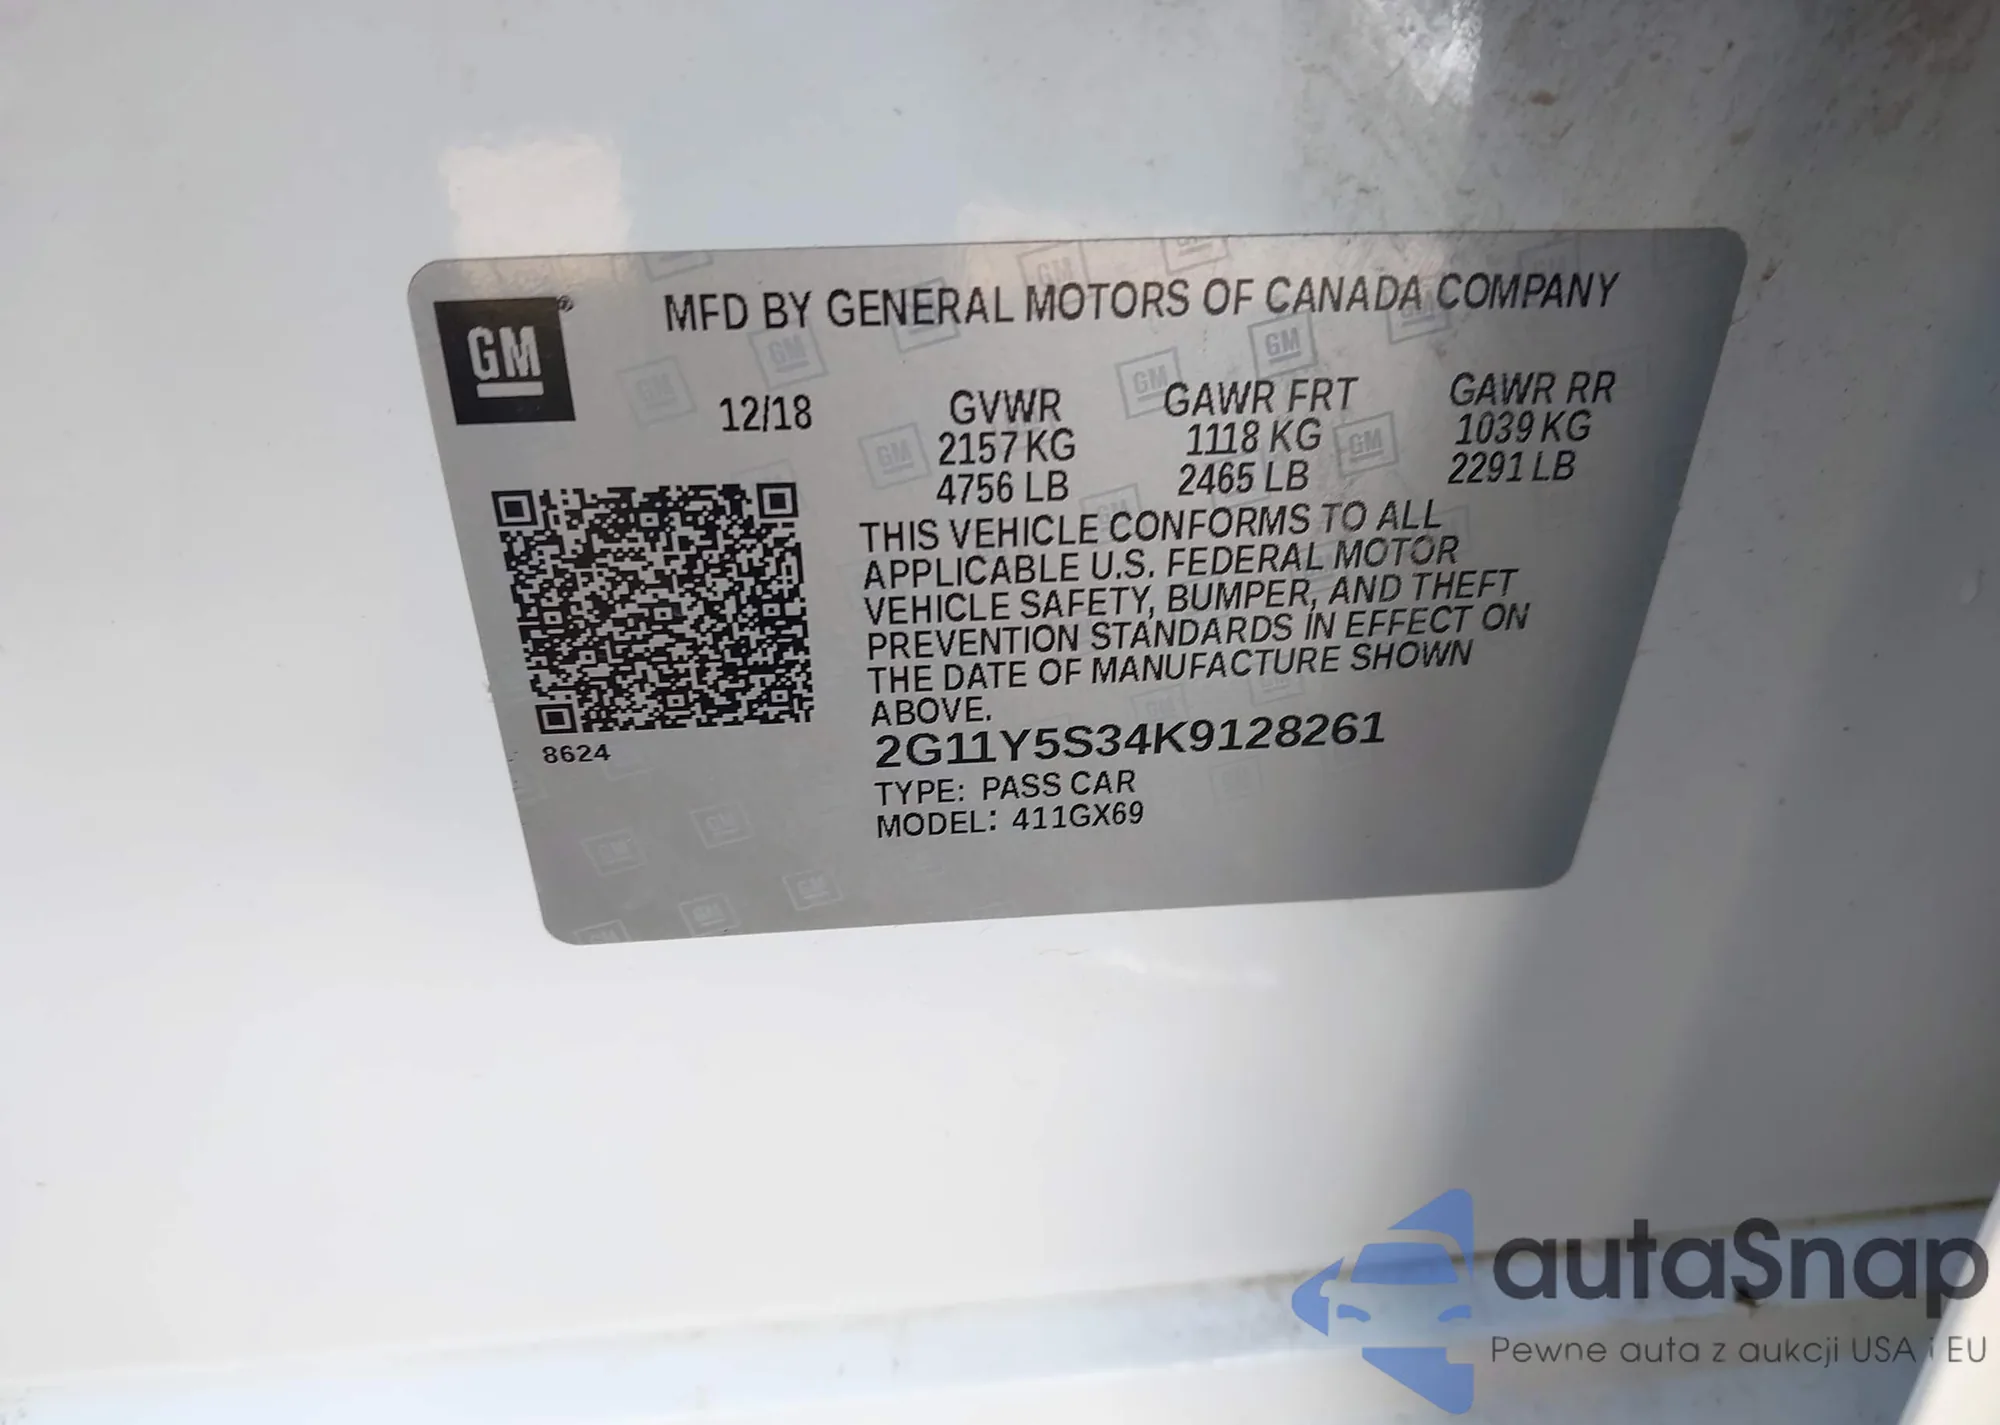 GM®
MFD BY GENERAL MOTORS OF CANADA COMPANY
12/18
GVWR
2157 KG
4756 LB
GAWR FRT
1118 KG
2465 LB
GAWR RR
1039 KG
2291 LB
THIS VEHICLE CONFORMS TO ALL
APPLICABLE U.S. FEDERAL MOTOR
VEHICLE SAFETY, BUMPER, AND THEFT
PREVENTION STANDARDS IN EFFECT ON
THE DATE OF MANUFACTURE SHOWN
ABOVE.
8624
2G11Y5S34K9128261
TYPE: PASS CAR
MODEL: 411GX69
autaSnap
Pewne auta z aukcji USA i EU